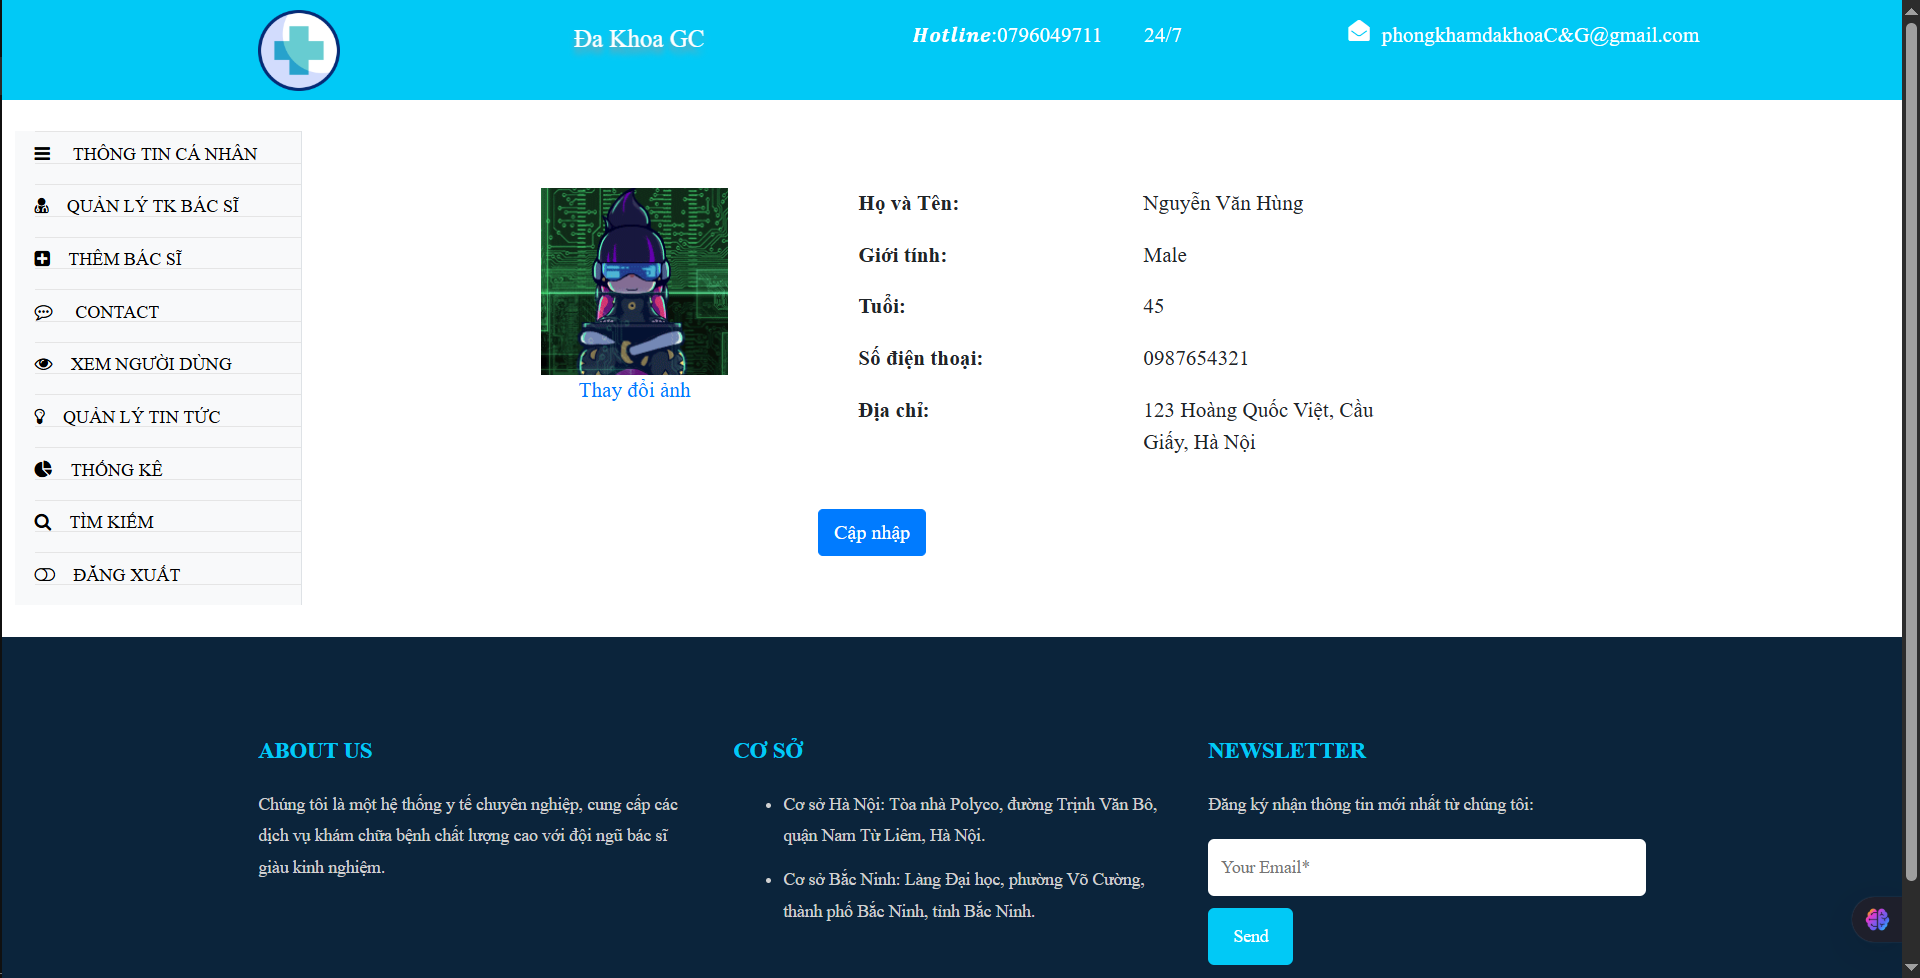 Đa Khoa GC
Hotline:0796049711 24/7
phongkhamdakhoaC&G@gmail.com
THÔNG TIN CÁ NHÂN
QUẢN LÝ TK BÁC SĨ
THÊM BÁC SĨ
CONTACT
XEM NGƯỜI DÙNG
QUẢN LÝ TIN TỨC
THỐNG KÊ
TÌM KIẾM
ĐĂNG XUẤT
Thay đổi ảnh
Họ và Tên: Nguyễn Văn Hùng
Giới tính: Male
Tuổi: 45
Số điện thoại: 0987654321
Địa chỉ: 123 Hoàng Quốc Việt, Cầu
Giấy, Hà Nội
Cập nhập
ABOUT US
Chúng tôi là một hệ thống y tế chuyên nghiệp, cung cấp các
dịch vụ khám chữa bệnh chất lượng cao với đội ngũ bác sĩ
giàu kinh nghiệm.
CƠ SỞ
• Cơ sở Hà Nội: Tòa nhà Polyco, đường Trịnh Văn Bô,
quận Nam Từ Liêm, Hà Nội.
• Cơ sở Bắc Ninh: Làng Đại học, phường Võ Cường,
thành phố Bắc Ninh, tỉnh Bắc Ninh.
NEWSLETTER
Đăng ký nhận thông tin mới nhất từ chúng tôi:
Your Email*
Send